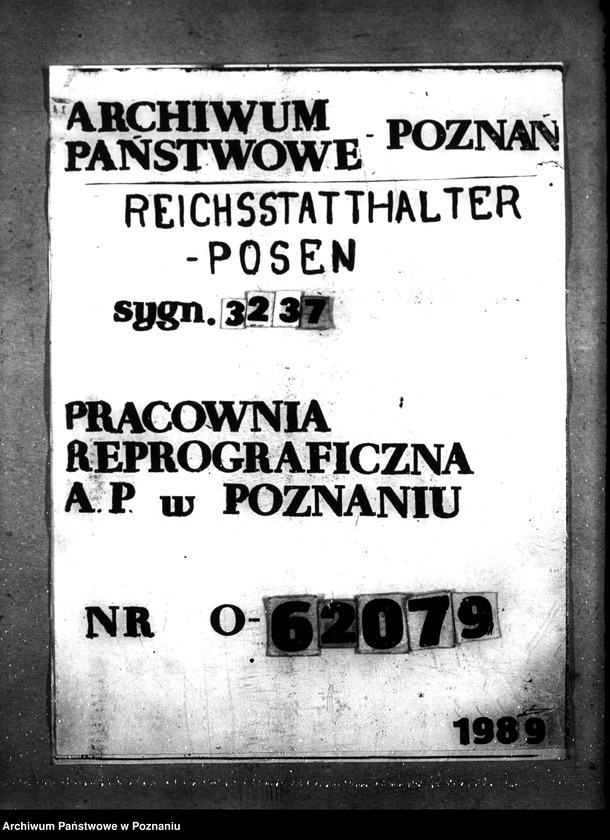 ARCHIWUM
PAŃSTWOWE - POZNAŃ
REICHSSTATTHALTER
-POSEN
sygn. 3237
PRACOWNIA
REPROGRAFICZNA
A.P. w POZNANIU
NR O-62079
1989
Archiwum Państwowe w Poznaniu